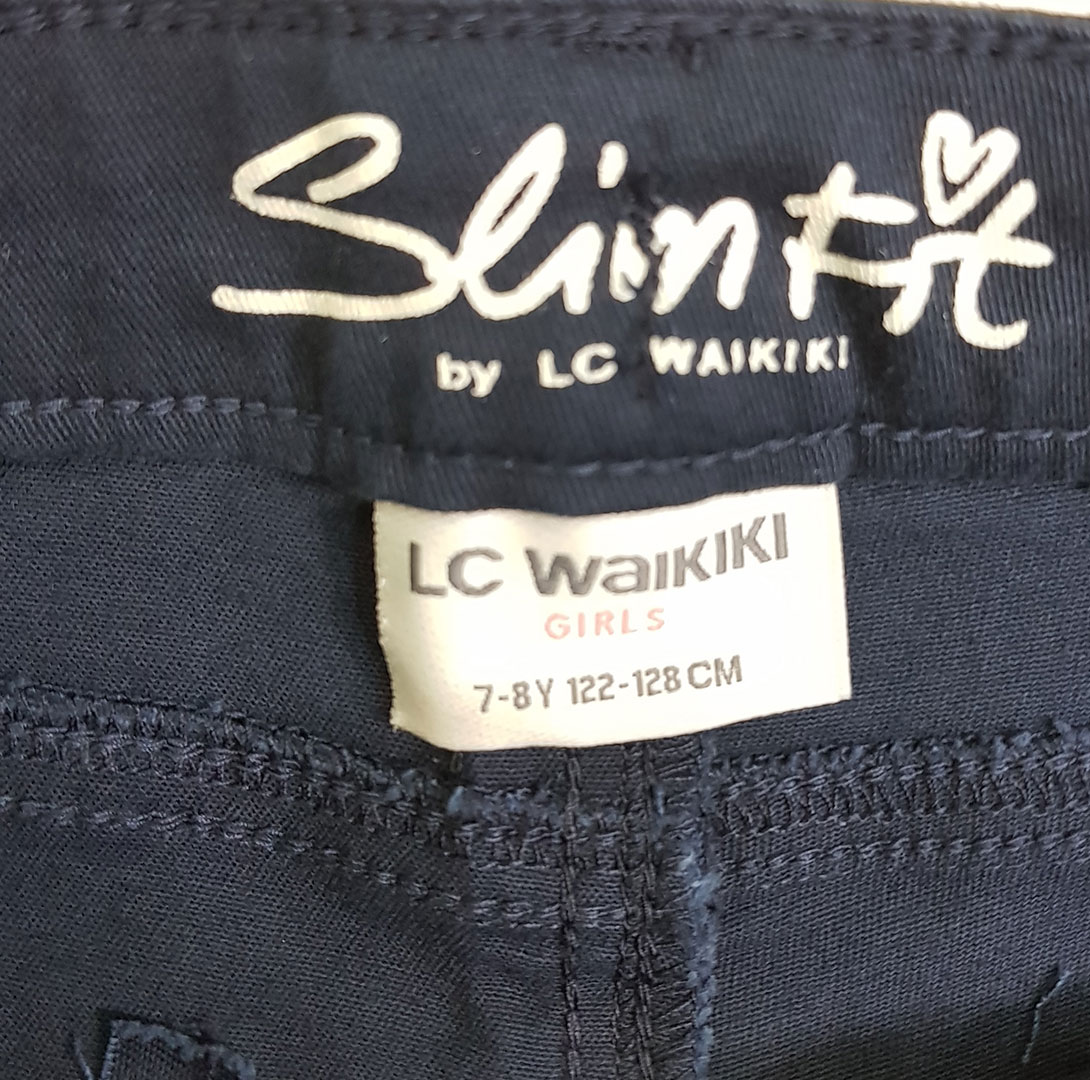 Slim Fit
by LC WAIKIKI
LC WAIKIKI
GIRLS
7-8Y 122-128 CM